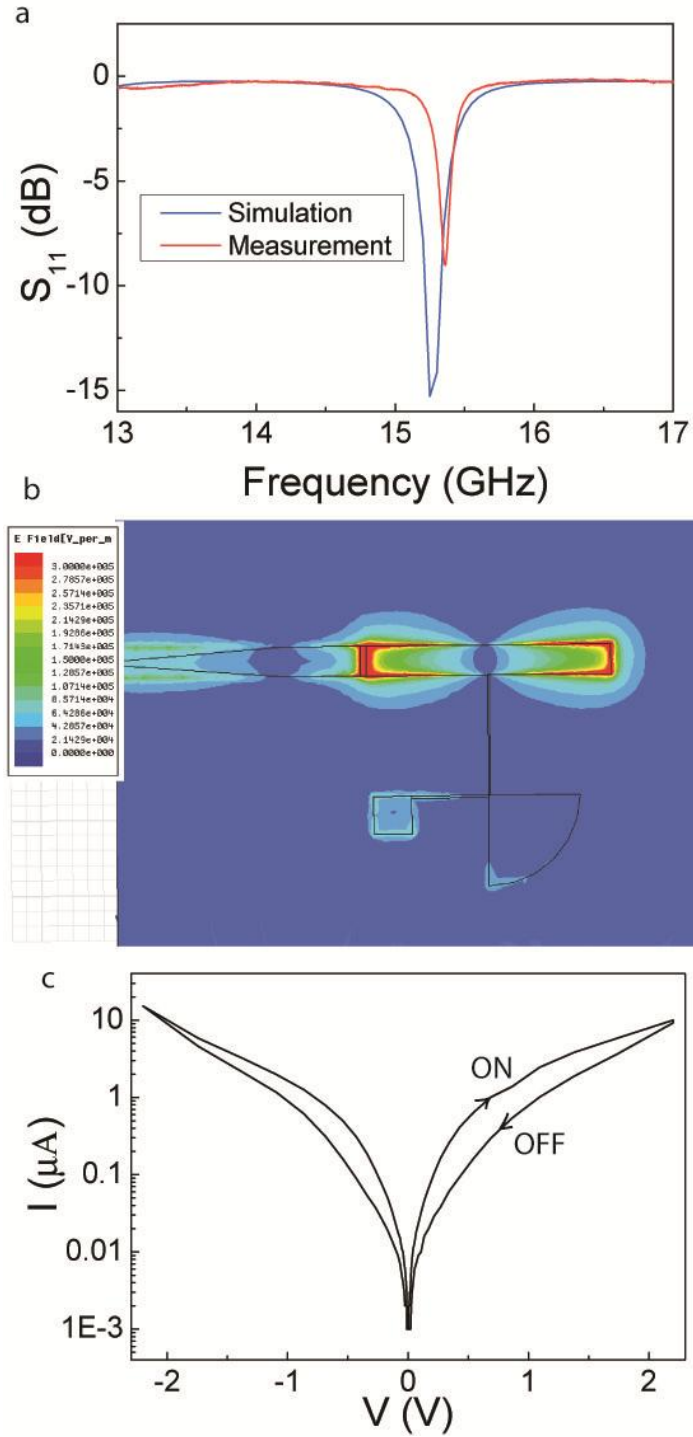 a
0
-5
-10
-15
S11 (dB)
Simulation
Measurement
13 14 15 16 17
Frequency (GHz)
b
E Field[V_per_m
3.0000e+005
2.7857e+005
2.5714e+005
2.3571e+005
2.1429e+005
1.9286e+005
1.7143e+005
1.5000e+005
1.2857e+005
1.0714e+005
8.5714e+004
6.4286e+004
4.2857e+004
2.1429e+004
0.0000e+000
c
10
1
0.1
0.01
1E-3
I (μA)
ON
OFF
-2 -1 0 1 2
V (V)